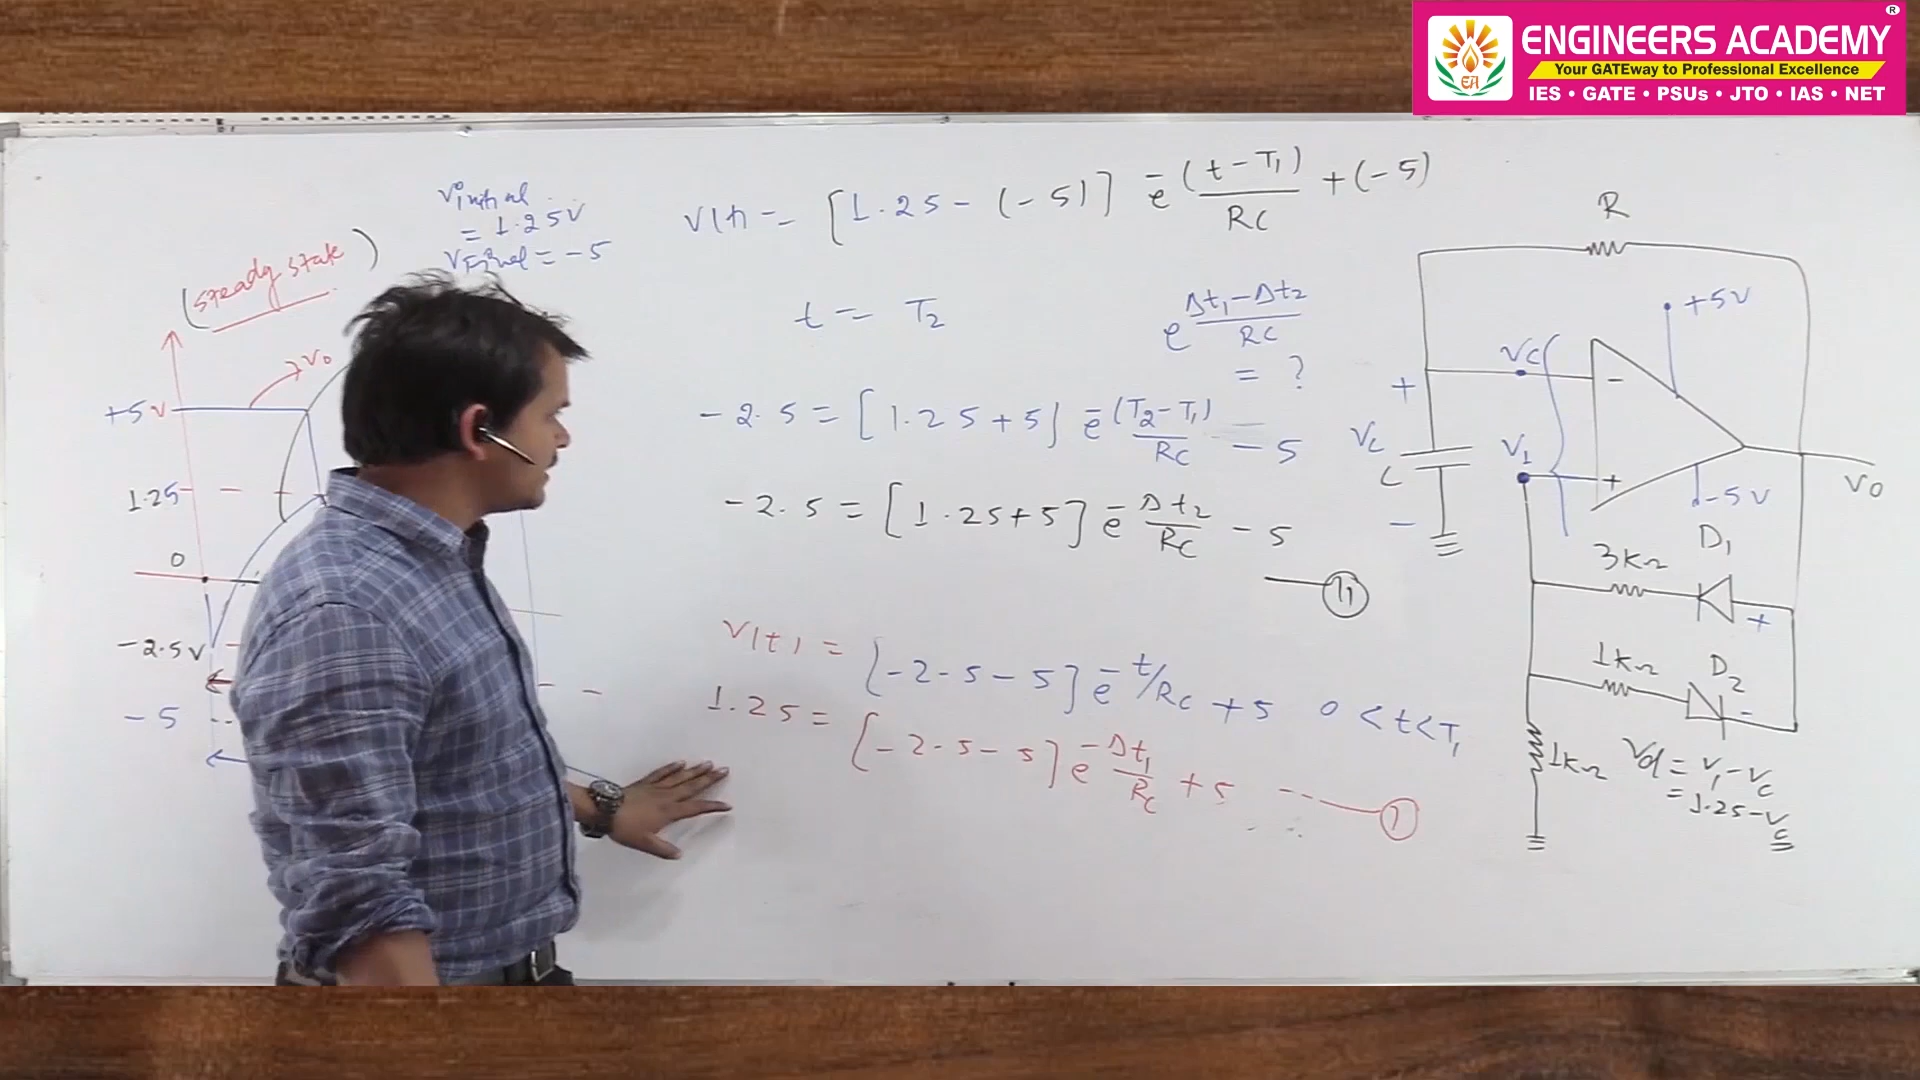 ENGINEERS ACADEMY
®
Your GATEway to Professional Excellence
IES • GATE • PSUs • JTO • IAS • NET
EA
(Steady state)
Vinitial
= 1.25V
VFinal = -5
V0
+5V
1.25
0
-2.5V
-5
V(t) = [1.25 - (-5)] e^-(t-T1)/RC + (-5)
t = T2
e^(Δt1-Δt2)/RC
= ?
-2.5 = [1.25+5] e^-(T2-T1)/RC - 5
-2.5 = [1.25+5] e^-Δt2/RC - 5
—(11)
V(t) = [-2.5-5] e^-t/RC + 5 0<t<T1
1.25 = [-2.5-5] e^-Δt1/RC + 5 ---(1)
R
+5V
VC
-
+
VC
C
-
V1
+
-5V
V0
D1
3kΩ
+
1kΩ
D2
-
1kΩ
Vd = V1-VC
= 1.25-VC